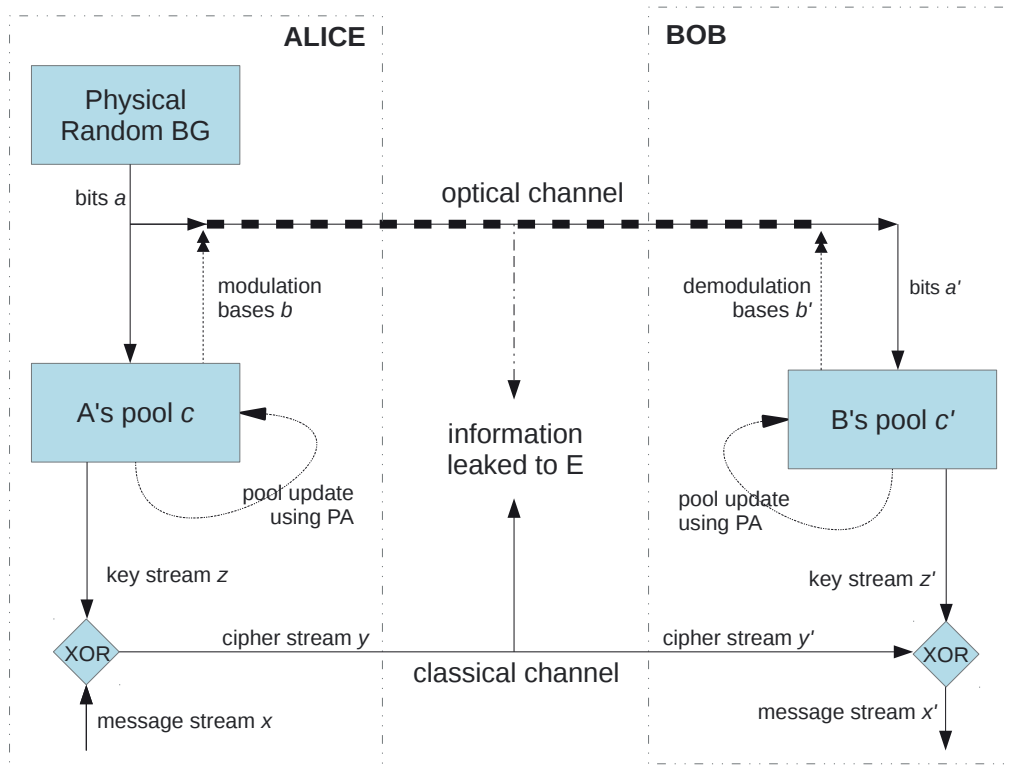 ALICE
BOB
Physical
Random BG
bits a
optical channel
modulation
bases b
demodulation
bases b'
bits a'
A's pool c
B's pool c'
information
leaked to E
pool update
using PA
pool update
using PA
key stream z
key stream z'
XOR
cipher stream y
cipher stream y'
XOR
classical channel
message stream x
message stream x'